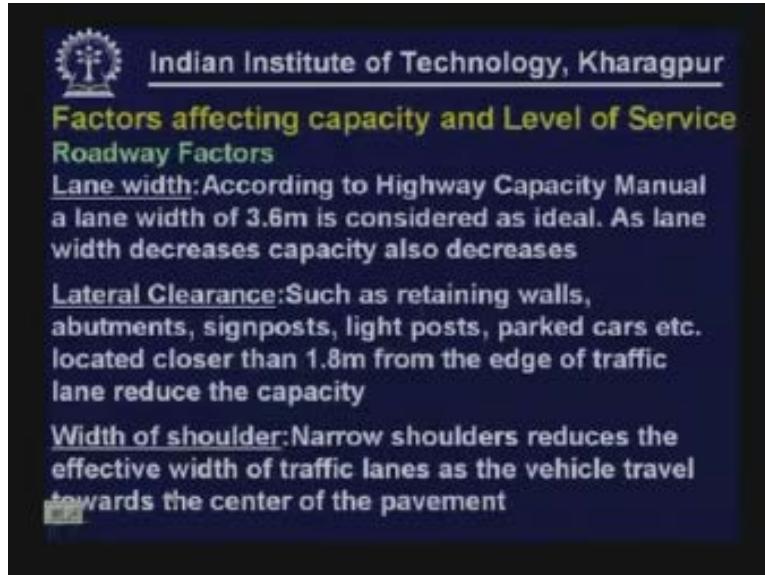 Indian Institute of Technology, Kharagpur
Factors affecting capacity and Level of Service
Roadway Factors
Lane width:According to Highway Capacity Manual
a lane width of 3.6m is considered as ideal. As lane
width decreases capacity also decreases
Lateral Clearance:Such as retaining walls,
abutments, signposts, light posts, parked cars etc.
located closer than 1.8m from the edge of traffic
lane reduce the capacity
Width of shoulder:Narrow shoulders reduces the
effective width of traffic lanes as the vehicle travel
towards the center of the pavement